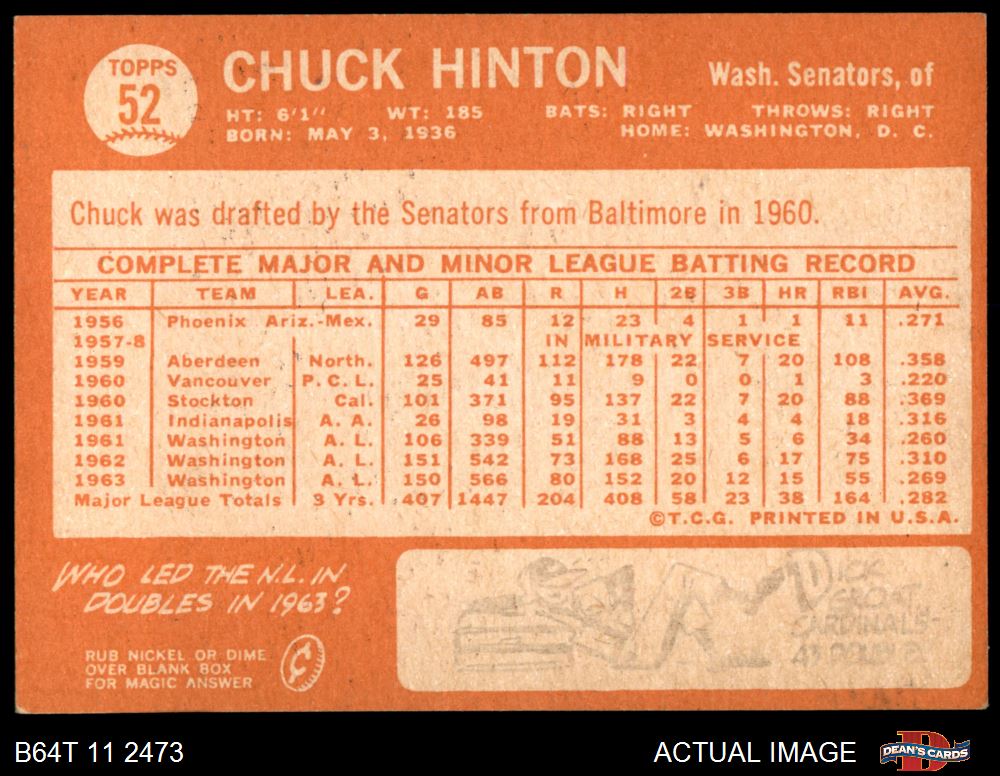 TOPPS
52
CHUCK HINTON
Wash. Senators, of
HT: 6'1" WT: 185 BATS: RIGHT THROWS: RIGHT
BORN: MAY 3, 1936 HOME: WASHINGTON, D. C.
Chuck was drafted by the Senators from Baltimore in 1960.
COMPLETE MAJOR AND MINOR LEAGUE BATTING RECORD
YEAR TEAM LEA. G AB R H 2B 3B HR RBI AVG.
1956 Phoenix Ariz.-Mex. 29 85 12 23 4 1 1 11 .271
1957-8 IN MILITARY SERVICE
1959 Aberdeen North. 126 497 112 178 22 7 20 108 .358
1960 Vancouver P.C.L. 25 41 11 9 0 0 1 3 .220
1960 Stockton Cal. 101 371 95 137 22 7 20 88 .369
1961 Indianapolis A. A. 26 98 19 31 3 4 4 18 .316
1961 Washington A. L. 106 339 51 88 13 5 6 34 .260
1962 Washington A. L. 151 542 73 168 25 6 17 75 .310
1963 Washington A. L. 150 566 80 152 20 12 15 55 .269
Major League Totals 3 Yrs. 407 1447 204 408 58 23 38 164 .282
©T.C.G. PRINTED IN U.S.A.
WHO LED THE N.L. IN
DOUBLES IN 1963?
RUB NICKEL OR DIME
OVER BLANK BOX
FOR MAGIC ANSWER
DICK
GROAT
CARDINALS-
43
B64T 11 2473
ACTUAL IMAGE
DEAN'S CARDS